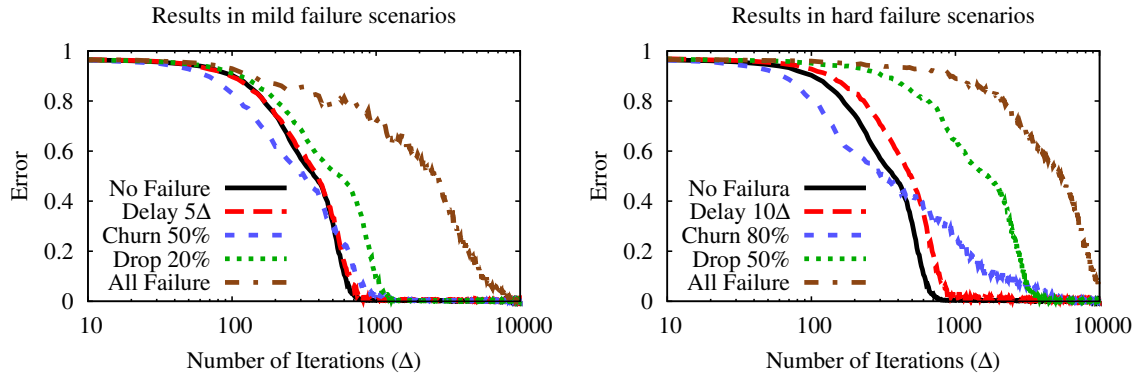 Results in mild failure scenarios
Error
1
0.8
0.6
0.4
0.2
0
No Failure
Delay 5Δ
Churn 50%
Drop 20%
All Failure
10 100 1000 10000
Number of Iterations (Δ)
Results in hard failure scenarios
Error
1
0.8
0.6
0.4
0.2
0
No Failura
Delay 10Δ
Churn 80%
Drop 50%
All Failure
10 100 1000 10000
Number of Iterations (Δ)